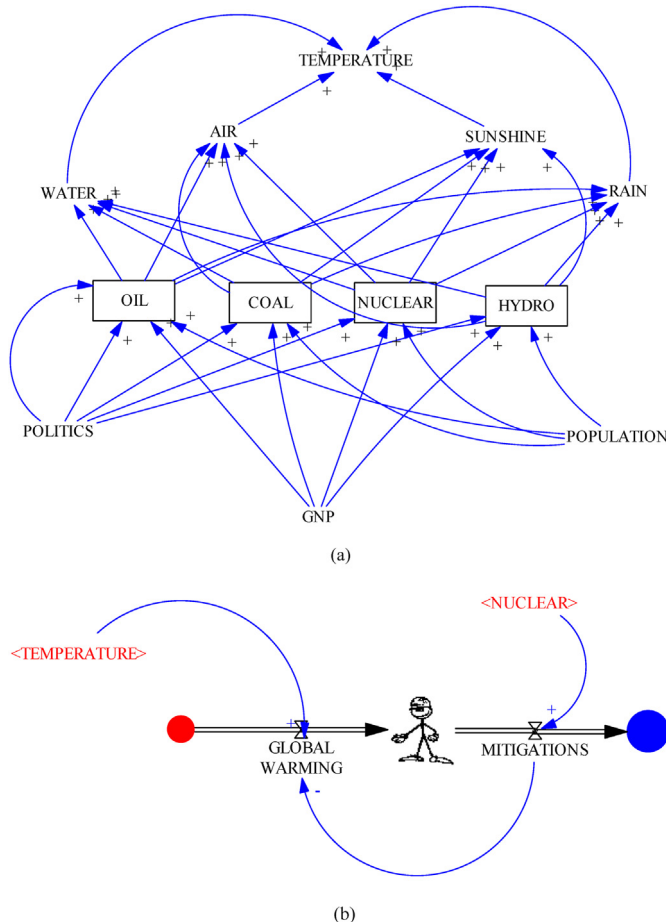 TEMPERATURE
AIR
SUNSHINE
WATER
RAIN
OIL
COAL
NUCLEAR
HYDRO
POLITICS
POPULATION
GNP
(a)
<NUCLEAR>
<TEMPERATURE>
GLOBAL
WARMING
MITIGATIONS
(b)